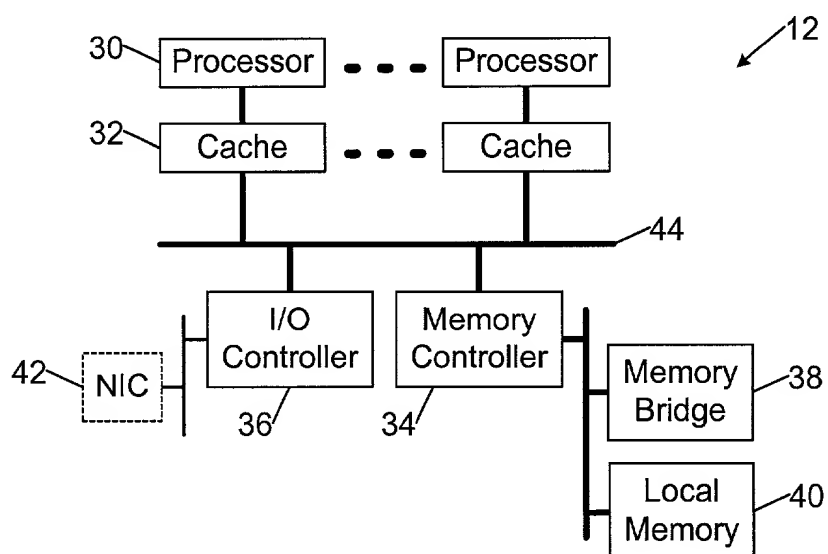 12
30
Processor
Processor
32
Cache
Cache
44
I/O
Controller
Memory
Controller
42
NIC
36
34
Memory
Bridge
38
Local
Memory
40